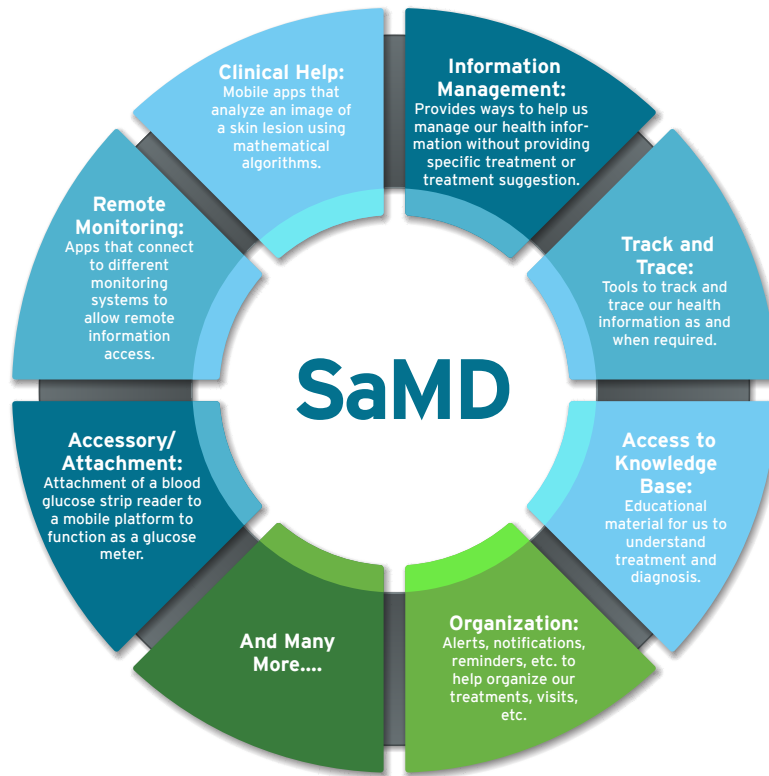 Clinical Help:
Mobile apps that
analyze an image of
a skin lesion using
mathematical
algorithms.
Information
Management:
Provides ways to help us
manage our health infor-
mation without providing
specific treatment or
treatment suggestion.
Track and
Trace:
Tools to track and
trace our health
information as and
when required.
Access to
Knowledge
Base:
Educational
material for us to
understand
treatment and
diagnosis.
Organization:
Alerts, notifications,
reminders, etc. to
help organize our
treatments, visits,
etc.
And Many
More....
Accessory/
Attachment:
Attachment of a blood
glucose strip reader to
a mobile platform to
function as a glucose
meter.
Remote
Monitoring:
Apps that connect
to different
monitoring
systems to
allow remote
information
access.
SaMD